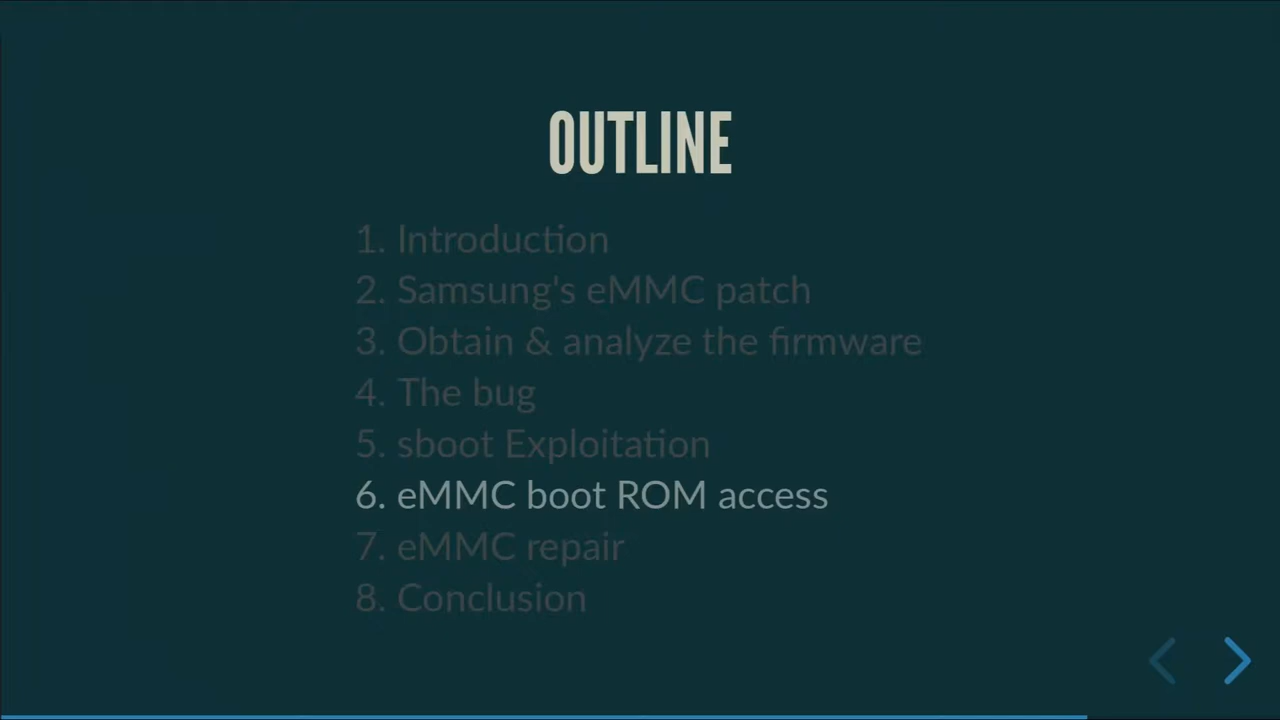 OUTLINE
1. Introduction
2. Samsung's eMMC patch
3. Obtain & analyze the firmware
4. The bug
5. sboot Exploitation
6. eMMC boot ROM access
7. eMMC repair
8. Conclusion